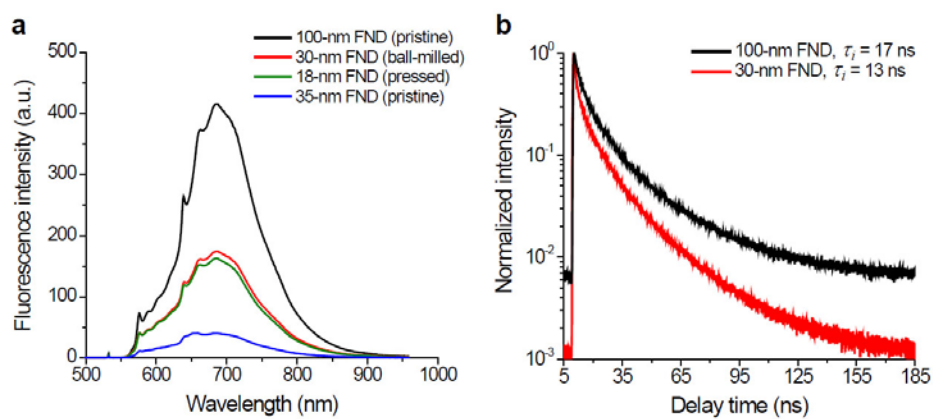 a
500
400
300
200
100
0
500 600 700 800 900 1000
Fluorescence intensity (a.u.)
Wavelength (nm)
100-nm FND (pristine)
30-nm FND (ball-milled)
18-nm FND (pressed)
35-nm FND (pristine)
b
10⁰
10⁻¹
10⁻²
10⁻³
5 35 65 95 125 155 185
Normalized intensity
Delay time (ns)
100-nm FND, τᵢ = 17 ns
30-nm FND, τᵢ = 13 ns